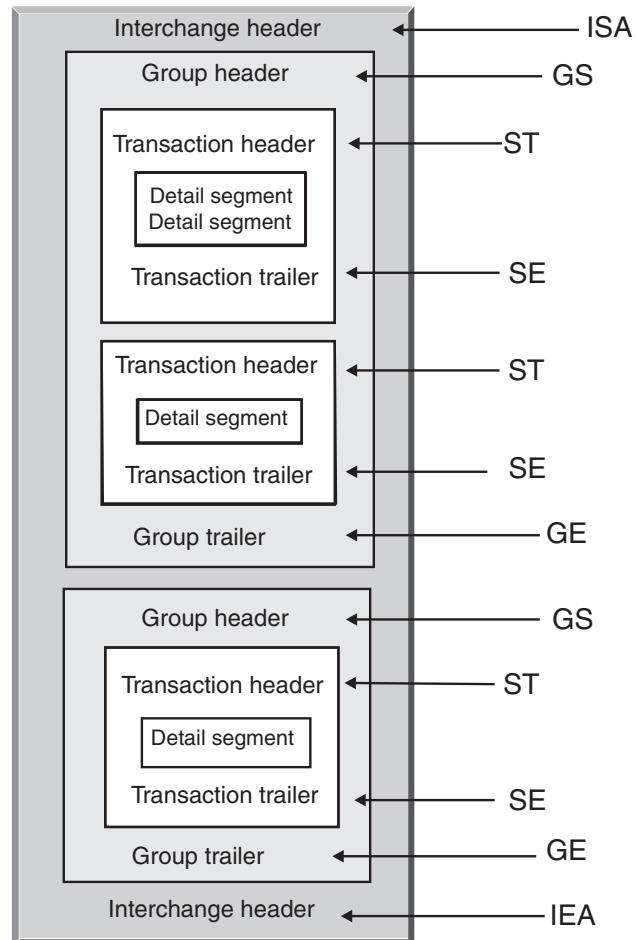 Interchange header ISA
Group header GS
Transaction header ST
Detail segment
Detail segment
Transaction trailer SE
Transaction header ST
Detail segment
Transaction trailer SE
Group trailer GE
Group header GS
Transaction header ST
Detail segment
Transaction trailer SE
Group trailer GE
Interchange header IEA